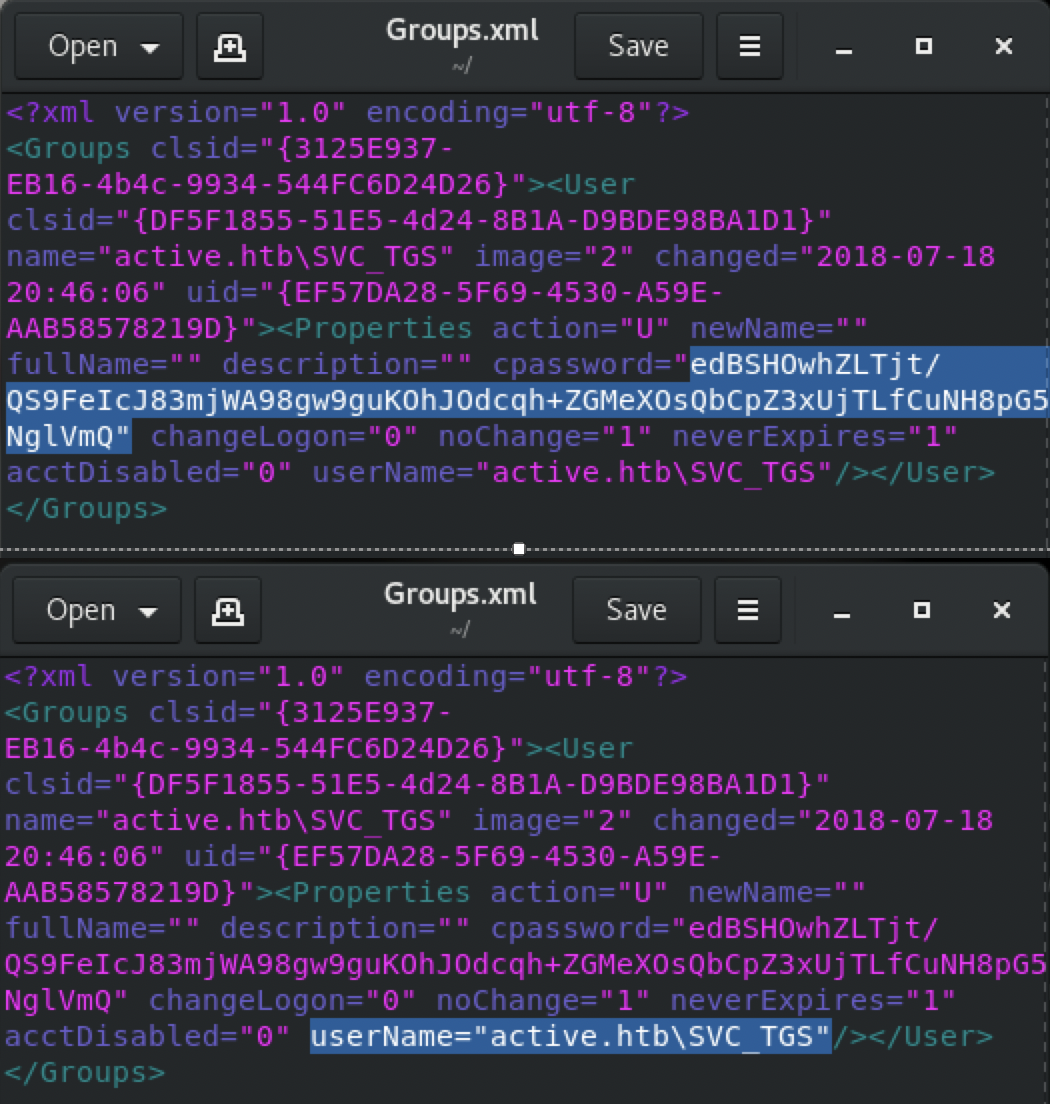 Open
Groups.xml
~/
Save
<?xml version="1.0" encoding="utf-8"?>
<Groups clsid="{3125E937-
EB16-4b4c-9934-544FC6D24D26}"><User
clsid="{DF5F1855-51E5-4d24-8B1A-D9BDE98BA1D1}"
name="active.htb\SVC_TGS" image="2" changed="2018-07-18
20:46:06" uid="{EF57DA28-5F69-4530-A59E-
AAB58578219D}"><Properties action="U" newName=""
fullName="" description="" cpassword="edBSHOwhZLTjt/
QS9FeIcJ83mjWA98gw9guKOhJOdcqh+ZGMeXOsQbCpZ3xUjTLfCuNH8pG5
NglVmQ" changeLogon="0" noChange="1" neverExpires="1"
acctDisabled="0" userName="active.htb\SVC_TGS"/></User>
</Groups>
Open
Groups.xml
~/
Save
<?xml version="1.0" encoding="utf-8"?>
<Groups clsid="{3125E937-
EB16-4b4c-9934-544FC6D24D26}"><User
clsid="{DF5F1855-51E5-4d24-8B1A-D9BDE98BA1D1}"
name="active.htb\SVC_TGS" image="2" changed="2018-07-18
20:46:06" uid="{EF57DA28-5F69-4530-A59E-
AAB58578219D}"><Properties action="U" newName=""
fullName="" description="" cpassword="edBSHOwhZLTjt/
QS9FeIcJ83mjWA98gw9guKOhJOdcqh+ZGMeXOsQbCpZ3xUjTLfCuNH8pG5
NglVmQ" changeLogon="0" noChange="1" neverExpires="1"
acctDisabled="0" userName="active.htb\SVC_TGS"/></User>
</Groups>